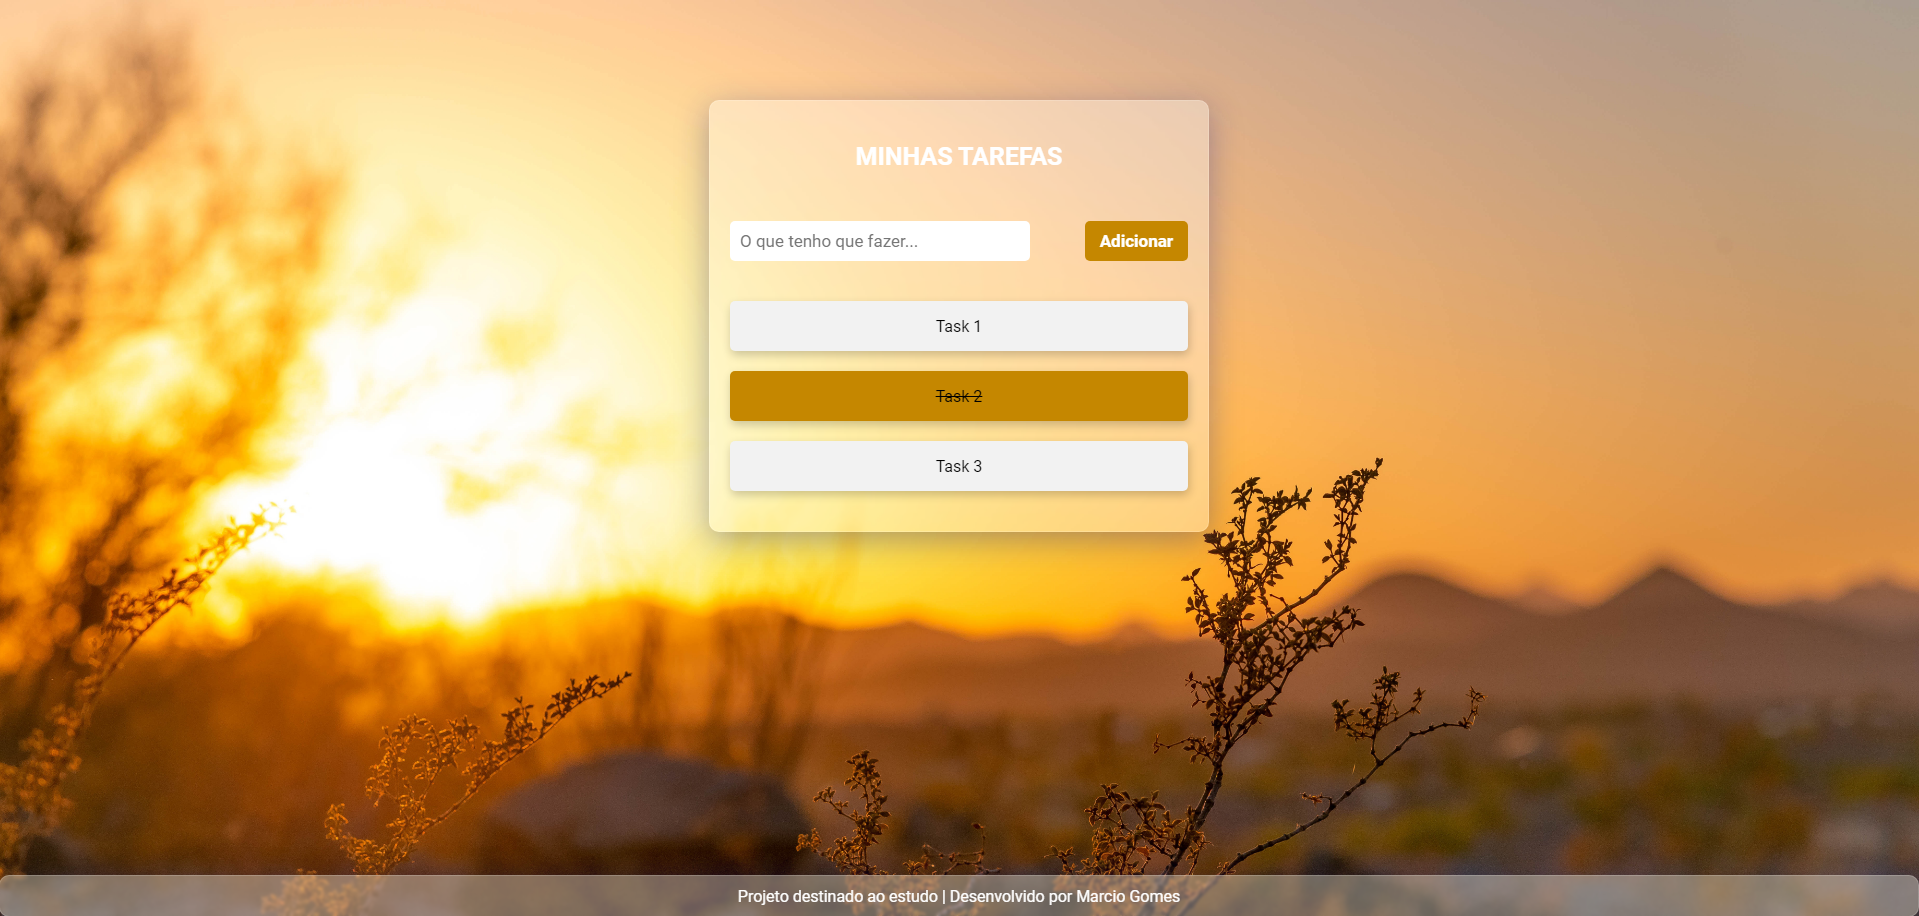 MINHAS TAREFAS
O que tenho que fazer...
Adicionar
Task 1
Task 2
Task 3
Projeto destinado ao estudo | Desenvolvido por Marcio Gomes